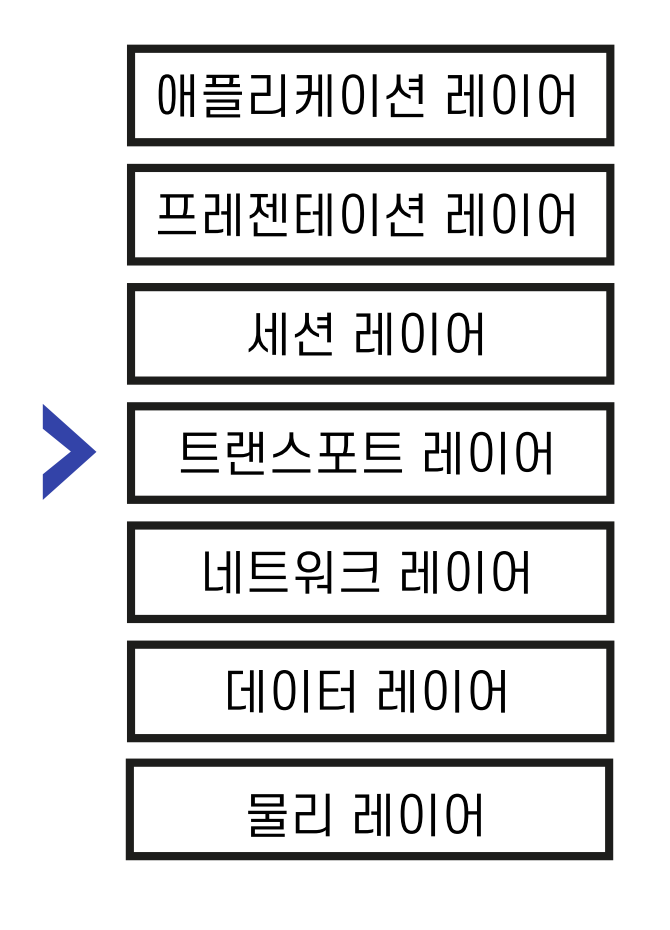 애플리케이션 레이어
프레젠테이션 레이어
세션 레이어
트랜스포트 레이어
네트워크 레이어
데이터 레이어
물리 레이어